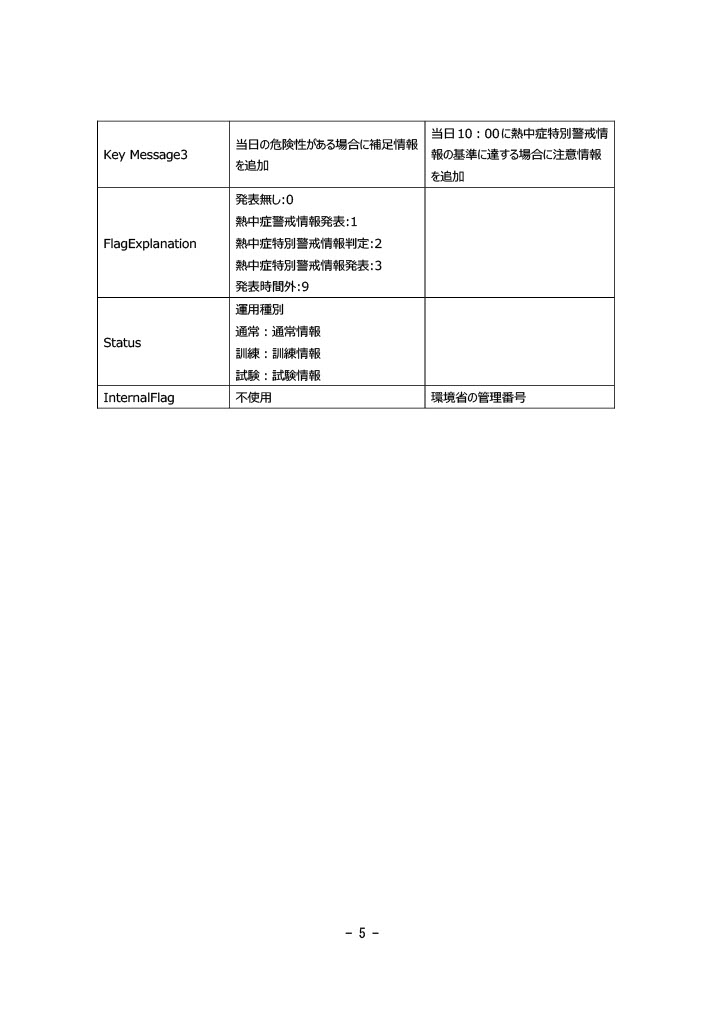 Key Message3
当日の危険性がある場合に補足情報
を追加
当日10：00に熱中症特別警戒情
報の基準に達する場合に注意情報
を追加
FlagExplanation
発表無し:0
熱中症警戒情報発表:1
熱中症特別警戒情報判定:2
熱中症特別警戒情報発表:3
発表時間外:9
Status
運用種別
通常：通常情報
訓練：訓練情報
試験：試験情報
InternalFlag
不使用
環境省の管理番号
- 5 -